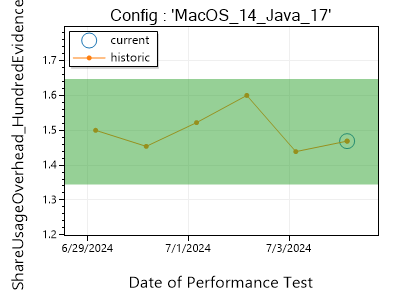 Config : 'MacOS_14_Java_17'
current
historic
ShareUsageOverhead_HundredEvidence
1.7
1.6
1.5
1.4
1.3
1.2
6/29/2024
7/1/2024
7/3/2024
Date of Performance Test